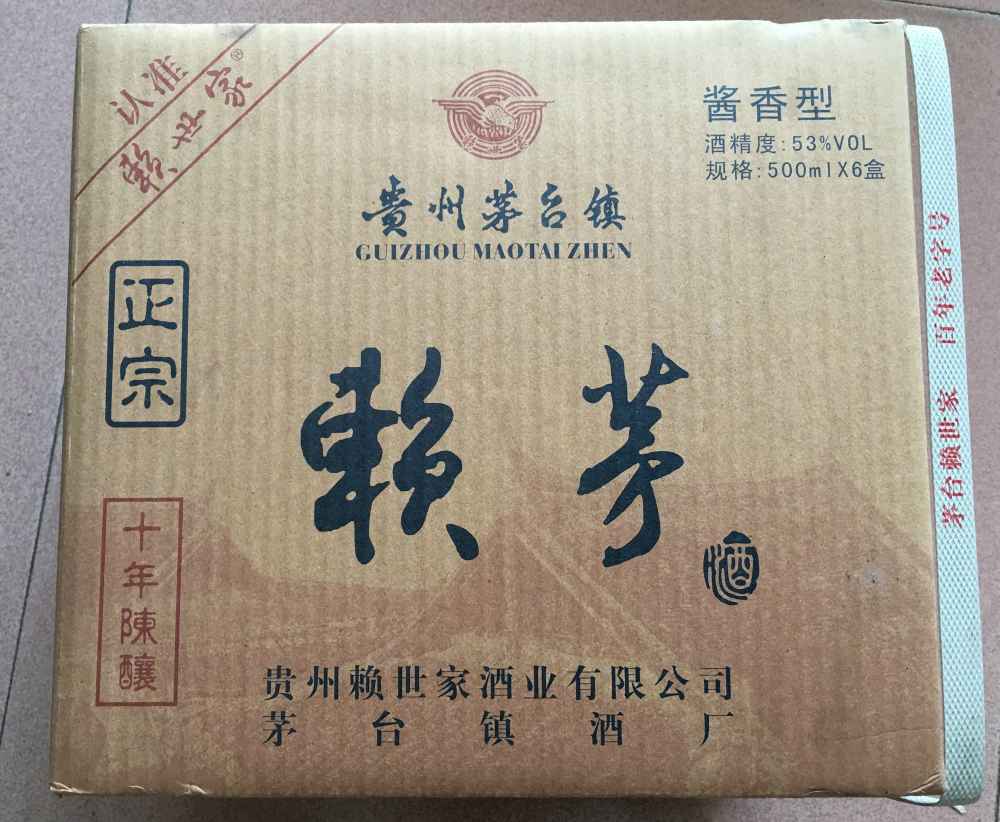 认准
赖世家®
酱香型
酒精度:53%VOL
规格:500mlX6盒
贵州茅台镇
GUIZHOU MAOTAI ZHEN
正宗
赖茅
酒
十年陳釀
贵州赖世家酒业有限公司
茅台镇酒厂
茅台赖世家 百年老字号